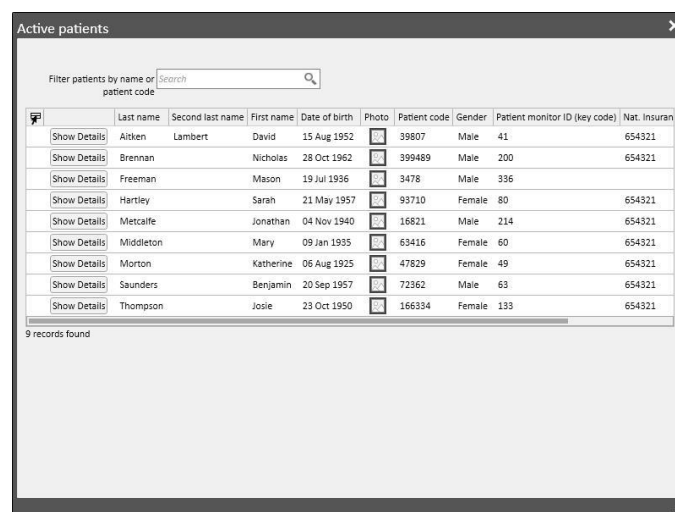 Active patients
Filter patients by name or patient code Search
Last name Second last name First name Date of birth Photo Patient code Gender Patient monitor ID (key code) Nat. Insuran
Show Details Aitken Lambert David 15 Aug 1952 39807 Male 41 654321
Show Details Brennan Nicholas 28 Oct 1962 399489 Male 200 654321
Show Details Freeman Mason 19 Jul 1936 3478 Male 336
Show Details Hartley Sarah 21 May 1957 93710 Female 80 654321
Show Details Metcalfe Jonathan 04 Nov 1940 16821 Male 214 654321
Show Details Middleton Mary 09 Jan 1935 63416 Female 60 654321
Show Details Morton Katherine 06 Aug 1925 47829 Female 49 654321
Show Details Saunders Benjamin 20 Sep 1957 72362 Male 63 654321
Show Details Thompson Josie 23 Oct 1950 166334 Female 133 654321
9 records found